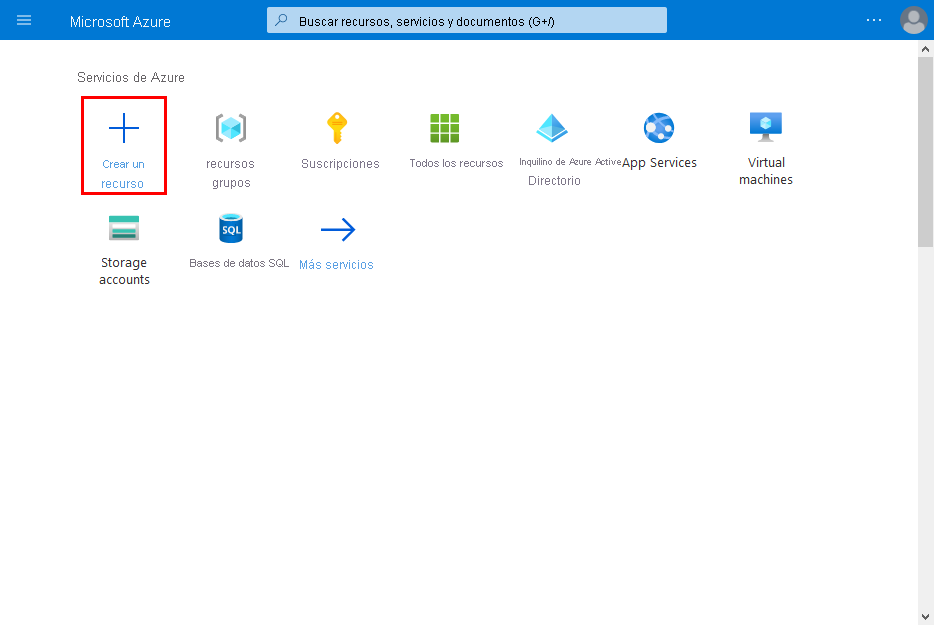 Microsoft Azure
Buscar recursos, servicios y documentos (G+/)
Servicios de Azure
Crear un
recurso
recursos
grupos
Suscripciones
Todos los recursos
Inquilino de Azure Active
Directorio
App Services
Virtual
machines
Storage
accounts
SQL
Bases de datos SQL
Más servicios